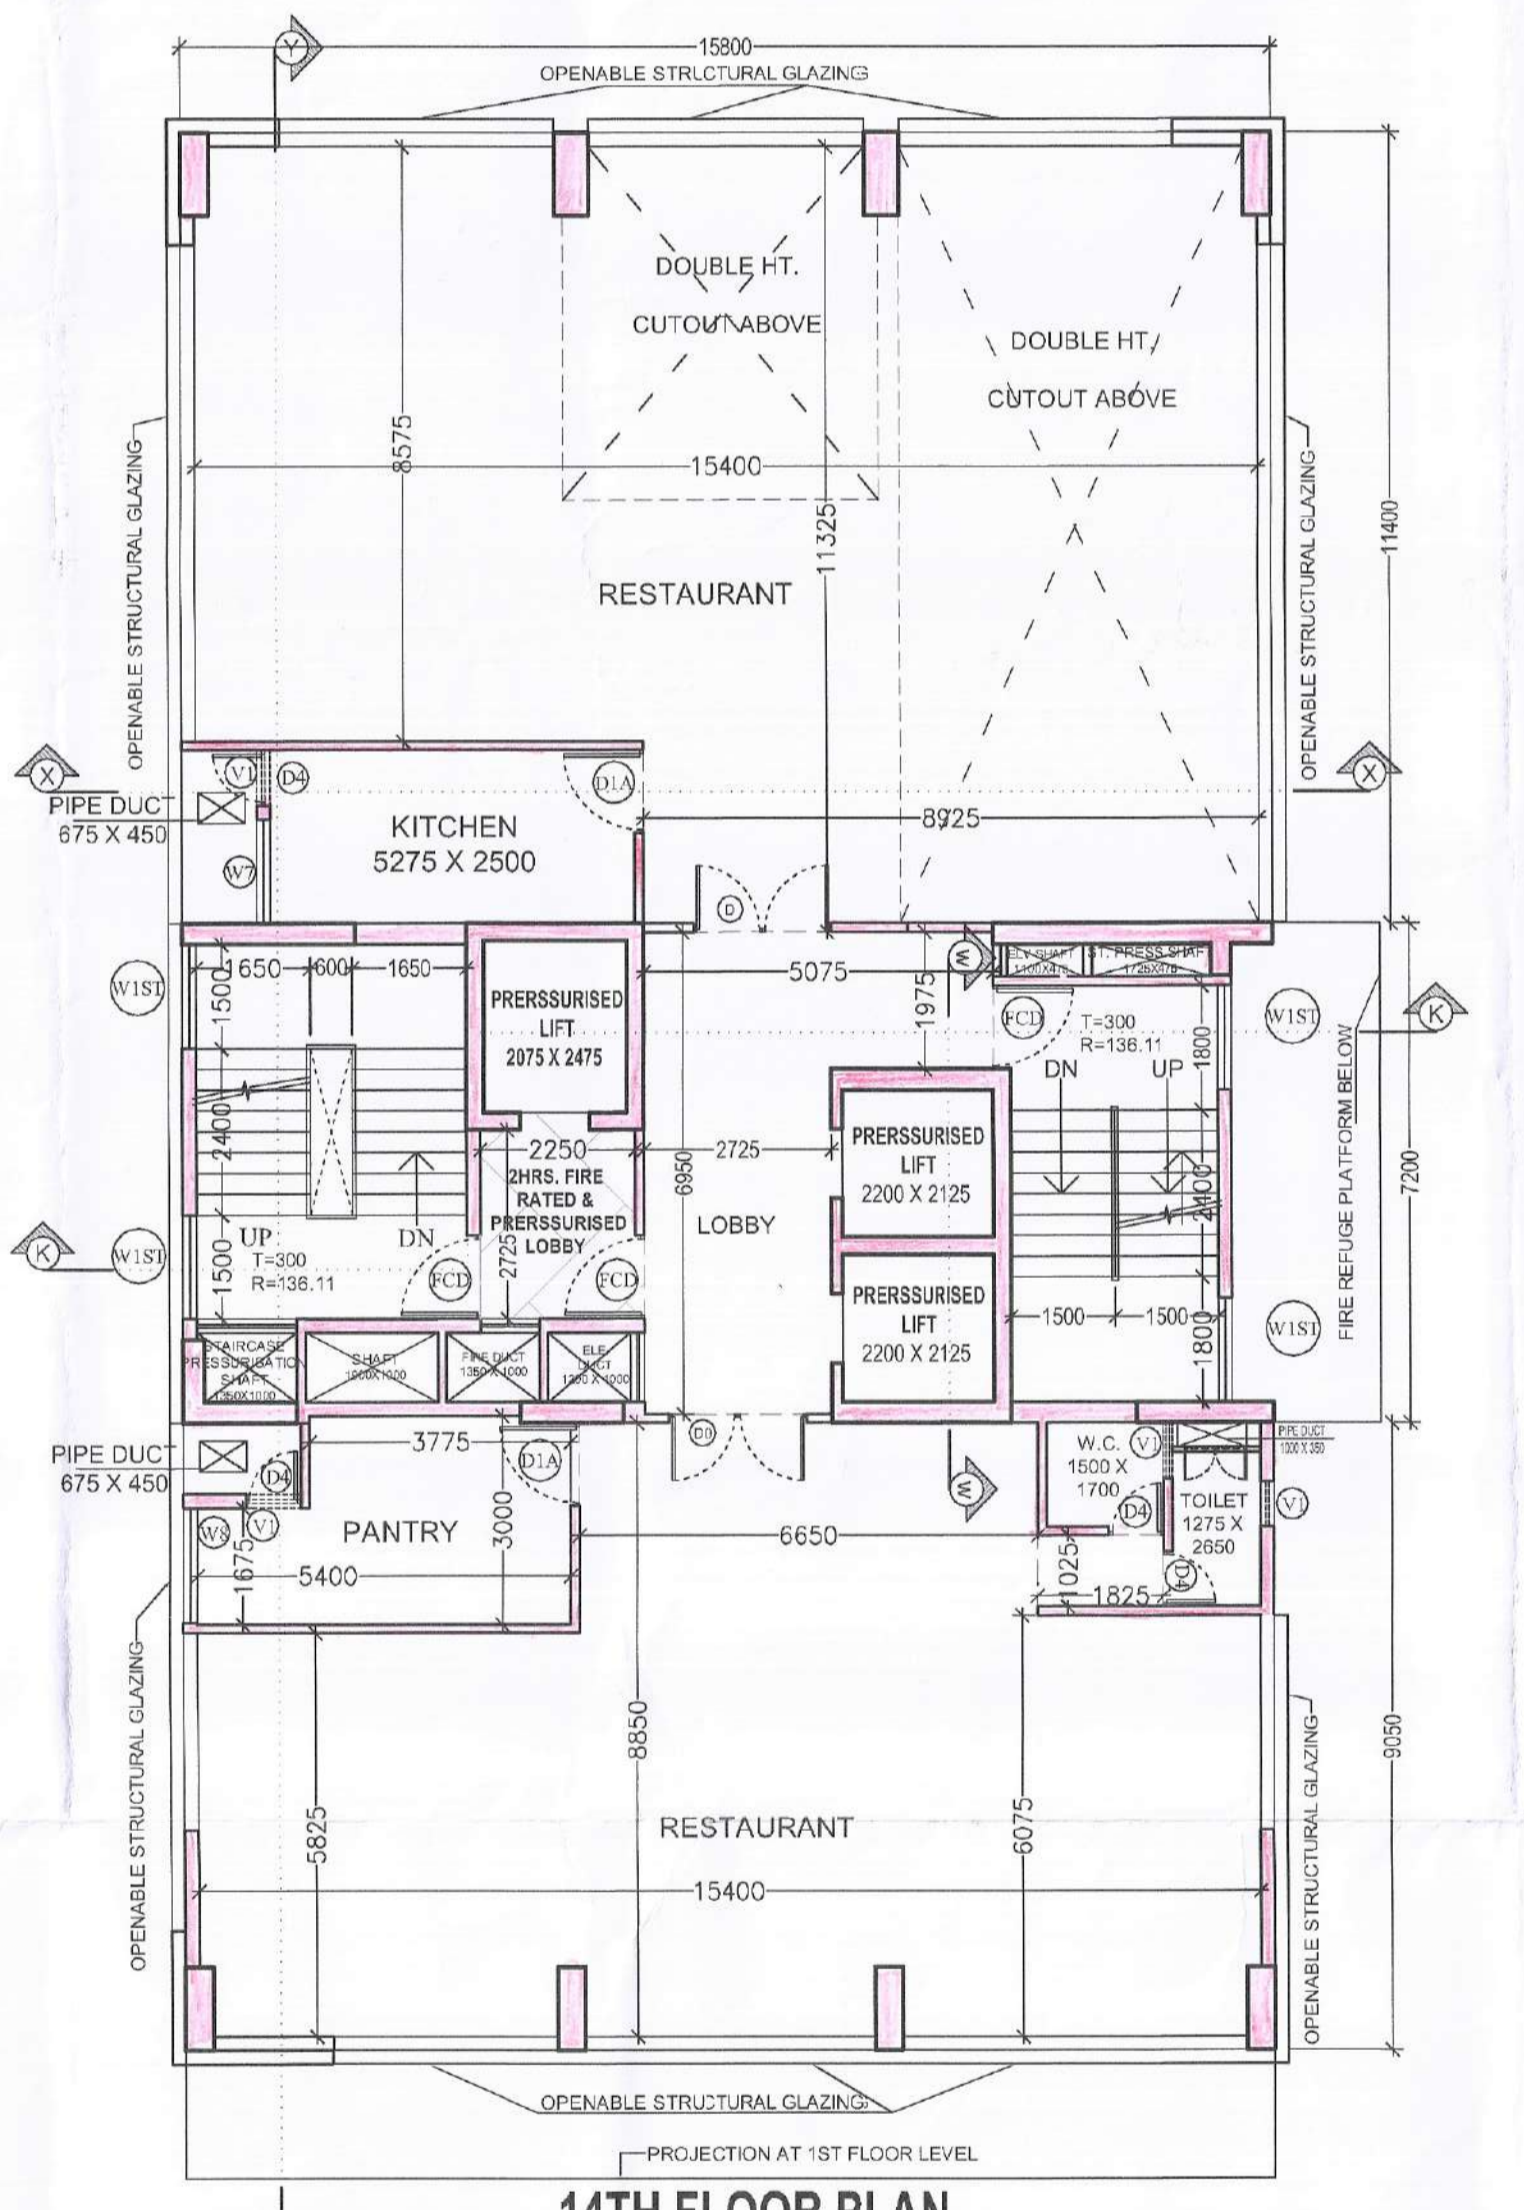 Y
15800
OPENABLE STRUCTURAL GLAZING
DOUBLE HT.
CUTOUT ABOVE
DOUBLE HT.
CUTOUT ABOVE
8575
15400
11325
11400
OPENABLE STRUCTURAL GLAZING
OPENABLE STRUCTURAL GLAZING
RESTAURANT
X
X
V1
D4
D1A
PIPE DUCT
675 X 450
KITCHEN
5275 X 2500
8925
W7
D
W1ST
1500
1650
600
1650
PRERSSURISED
LIFT
2075 X 2475
5075
1975
W
ELV SHAFT
1100X475
ST. PRESS SHAF
1725X475
FCD
T=300
R=136.11
DN
UP
1800
W1ST
K
FIRE REFUGE PLATFORM BELOW
7200
2400
2250
2HRS. FIRE
RATED &
PRERSSURISED
LOBBY
2725
2725
6950
LOBBY
PRERSSURISED
LIFT
2200 X 2125
2400
K
W1ST
1500
UP
T=300
R=136.11
DN
FCD
FCD
PRERSSURISED
LIFT
2200 X 2125
1500
1500
1800
W1ST
STAIRCASE
PRESSURISATION
SHAFT
1350X1000
SHAFT
1900X1000
FIRE DUCT
1350 X 1000
ELE
DUCT
1200 X 1000
PIPE DUCT
675 X 450
3775
D1A
D0
D4
W8
V1
PANTRY
3000
1675
5400
W
6650
W.C.
1500 X
1700
V1
D4
PIPE DUCT
1000 X 350
TOILET
1275 X
2650
V1
D4
1025
1825
OPENABLE STRUCTURAL GLAZING
5825
8850
RESTAURANT
6075
15400
9050
OPENABLE STRUCTURAL GLAZING
OPENABLE STRUCTURAL GLAZING
PROJECTION AT 1ST FLOOR LEVEL
14TH FLOOR PLAN